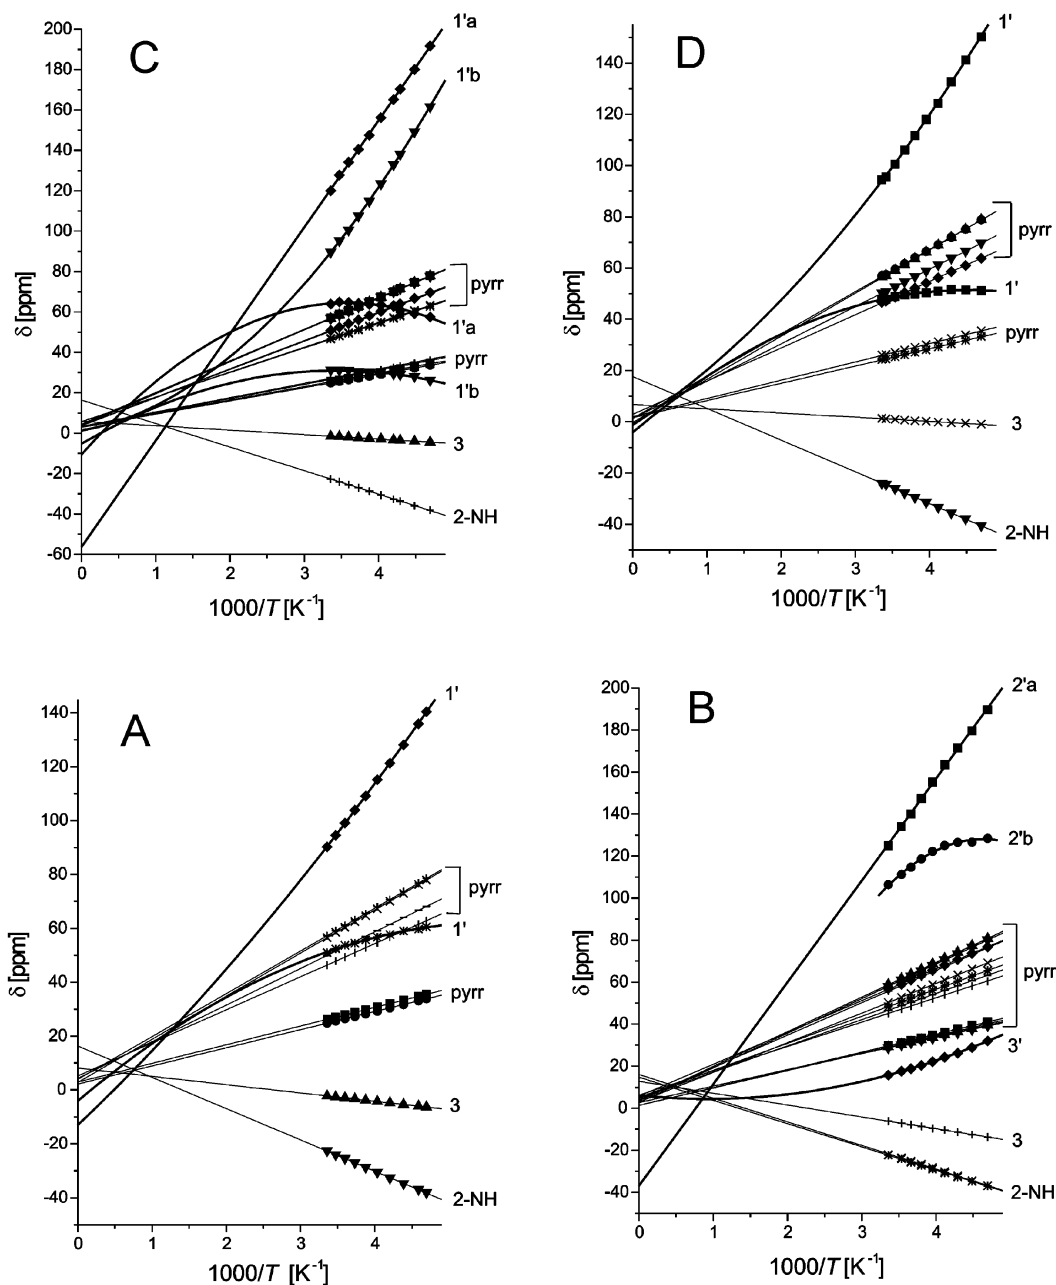 C
1'a
1'b
200
180
160
140
120
100
80
60
40
20
0
-20
-40
-60
δ [ppm]
pyrr
1'a
pyrr
1'b
3
2-NH
0 1 2 3 4
1000/T [K⁻¹]
D
1'
140
120
100
80
60
40
20
0
-20
-40
δ [ppm]
pyrr
1'
pyrr
3
2-NH
0 1 2 3 4
1000/T [K⁻¹]
A
1'
140
120
100
80
60
40
20
0
-20
-40
δ [ppm]
pyrr
1'
pyrr
3
2-NH
0 1 2 3 4
1000/T [K⁻¹]
B
2'a
2'b
200
180
160
140
120
100
80
60
40
20
0
-20
-40
δ [ppm]
pyrr
3'
3
2-NH
0 1 2 3 4
1000/T [K⁻¹]